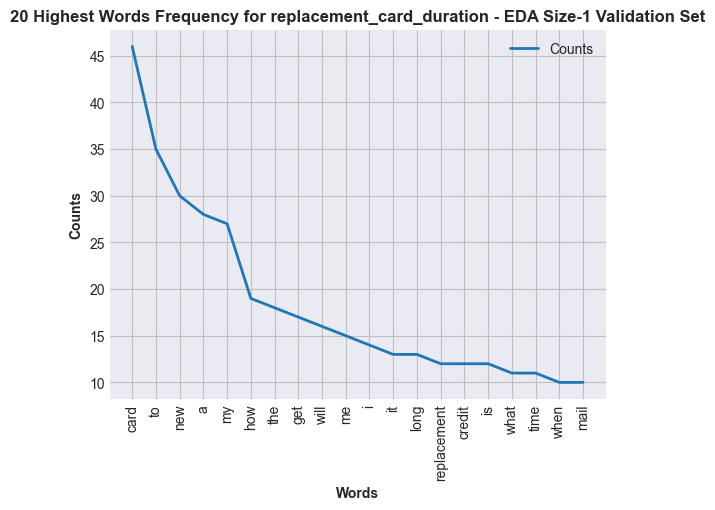 20 Highest Words Frequency for replacement_card_duration - EDA Size-1 Validation Set
Counts
45
40
35
30
25
20
15
10
Counts
card
to
new
a
my
how
the
get
will
me
i
it
long
replacement
credit
is
what
time
when
mail
Words